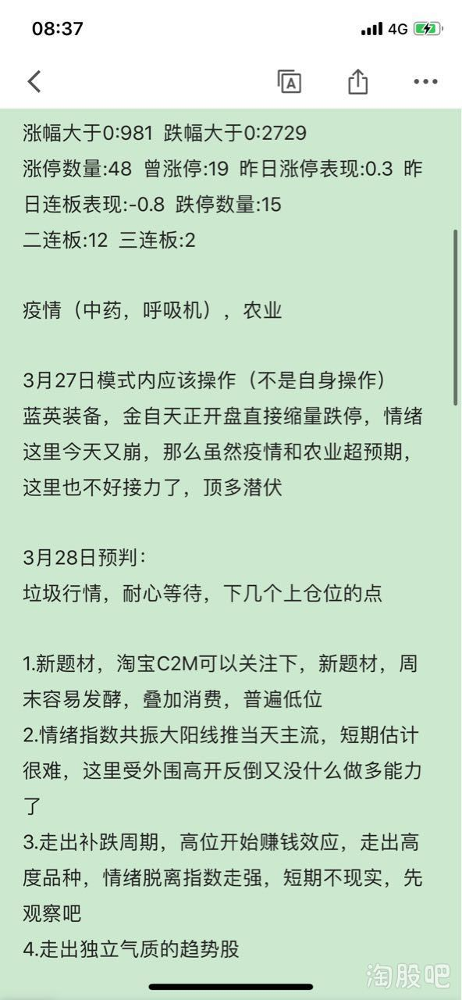 08:37
4G
A
涨幅大于0:981 跌幅大于0:2729
涨停数量:48 曾涨停:19 昨日涨停表现:0.3 昨
日连板表现:-0.8 跌停数量:15
二连板:12 三连板:2
疫情（中药，呼吸机），农业
3月27日模式内应该操作（不是自身操作）
蓝英装备，金自天正开盘直接缩量跌停，情绪
这里今天又崩，那么虽然疫情和农业超预期，
这里也不好接力了，顶多潜伏
3月28日预判：
垃圾行情，耐心等待，下几个上仓位的点
1.新题材，淘宝C2M可以关注下，新题材，周
末容易发酵，叠加消费，普遍低位
2.情绪指数共振大阳线推当天主流，短期估计
很难，这里受外围高开反倒又没什么做多能力
了
3.走出补跌周期，高位开始赚钱效应，走出高
度品种，情绪脱离指数走强，短期不现实，先
观察吧
4.走出独立气质的趋势股
淘股吧